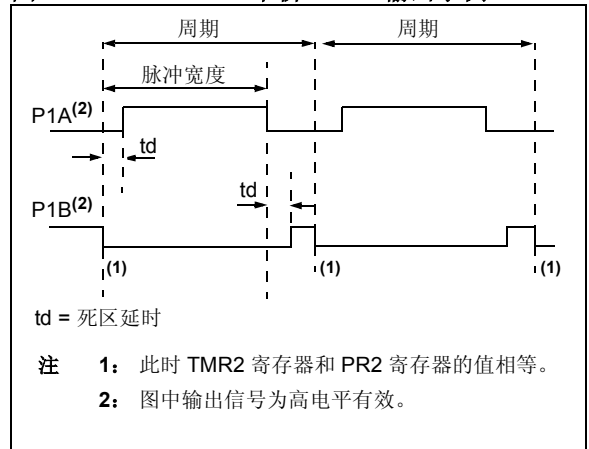 周期 周期
脉冲宽度
P1A(2)
td
td
P1B(2)
(1) (1) (1)
td = 死区延时
注 1： 此时 TMR2 寄存器和 PR2 寄存器的值相等。
2： 图中输出信号为高电平有效。